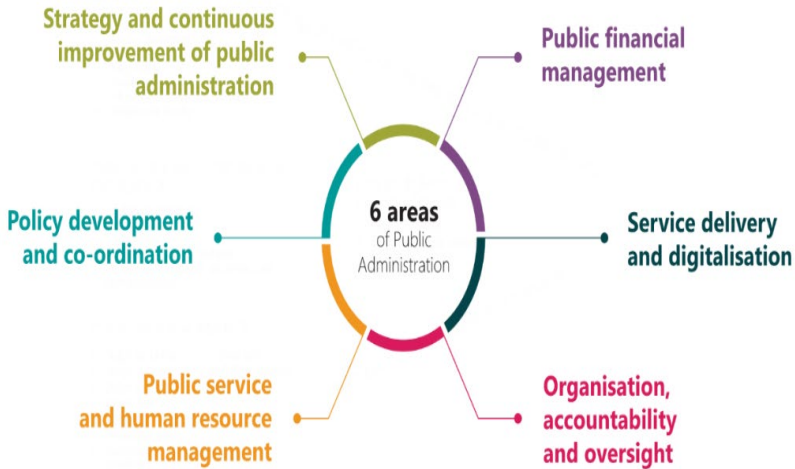 Strategy and continuous
improvement of public
administration
Public financial
management
Policy development
and co-ordination
6 areas
of Public
Administration
Service delivery
and digitalisation
Public service
and human resource
management
Organisation,
accountability
and oversight